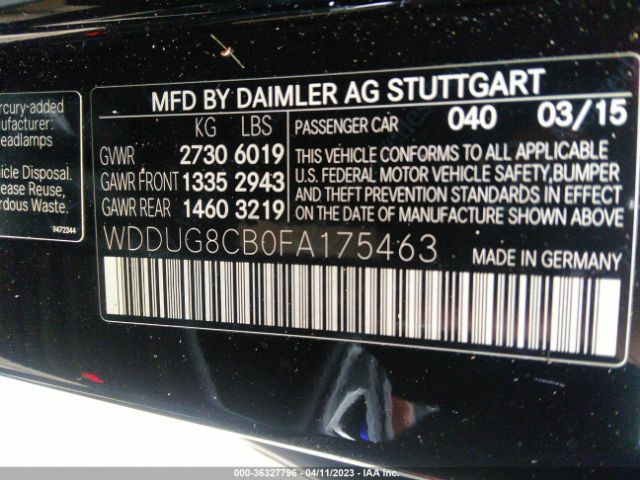 rcury-added
nufacturer:
eadlamps
hicle Disposal.
ease Reuse,
rdous Waste.
9472344
MFD BY DAIMLER AG STUTTGART
KG LBS
GVWR 2730 6019
GAWR FRONT 1335 2943
GAWR REAR 1460 3219
PASSENGER CAR 040 03/15
THIS VEHICLE CONFORMS TO ALL APPLICABLE
U.S. FEDERAL MOTOR VEHICLE SAFETY, BUMPER
AND THEFT PREVENTION STANDARDS IN EFFECT
ON THE DATE OF MANUFACTURE SHOWN ABOVE
WDDUG8CB0FA175463
MADE IN GERMANY
000-36327796 - 04/11/2023 - IAA Inc.